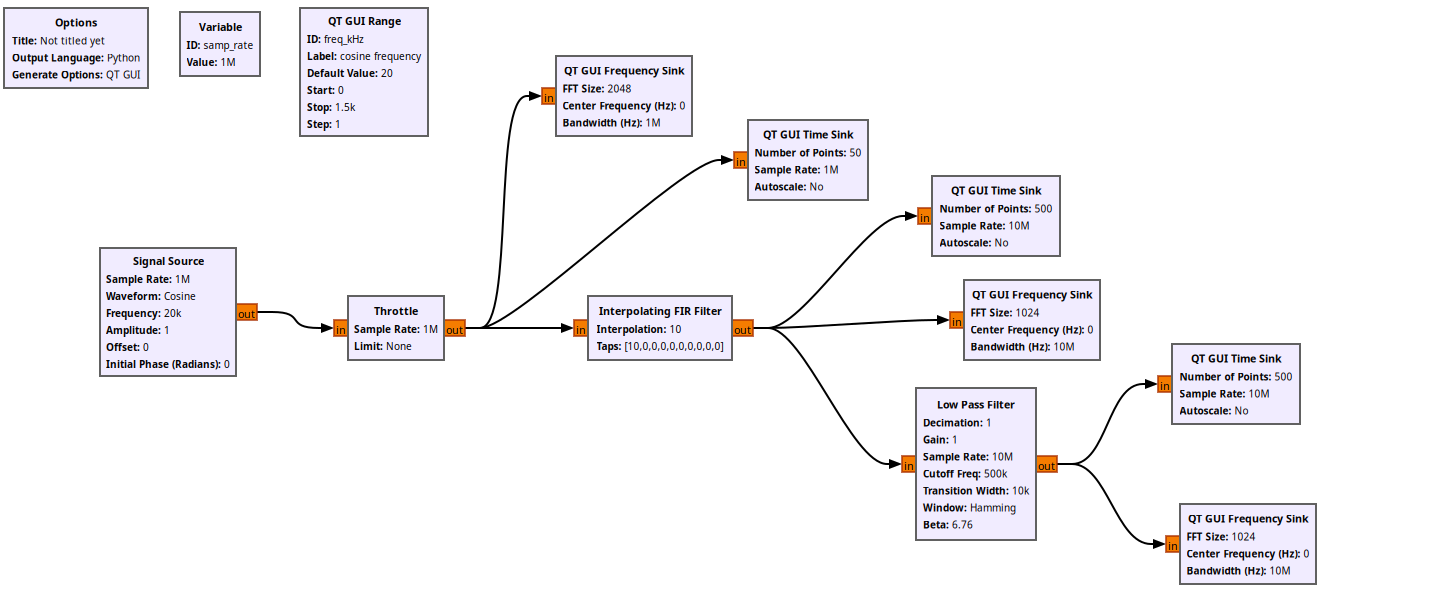 Options
Title: Not titled yet
Output Language: Python
Generate Options: QT GUI
Variable
ID: samp_rate
Value: 1M
QT GUI Range
ID: freq_kHz
Label: cosine frequency
Default Value: 20
Start: 0
Stop: 1.5k
Step: 1
QT GUI Frequency Sink
FFT Size: 2048
Center Frequency (Hz): 0
Bandwidth (Hz): 1M
in
QT GUI Time Sink
Number of Points: 50
Sample Rate: 1M
Autoscale: No
in
QT GUI Time Sink
Number of Points: 500
Sample Rate: 10M
Autoscale: No
in
Signal Source
Sample Rate: 1M
Waveform: Cosine
Frequency: 20k
Amplitude: 1
Offset: 0
Initial Phase (Radians): 0
out
Throttle
Sample Rate: 1M
Limit: None
in
out
Interpolating FIR Filter
Interpolation: 10
Taps: [10,0,0,0,0,0,0,0,0,0]
in
out
QT GUI Frequency Sink
FFT Size: 1024
Center Frequency (Hz): 0
Bandwidth (Hz): 10M
in
QT GUI Time Sink
Number of Points: 500
Sample Rate: 10M
Autoscale: No
in
Low Pass Filter
Decimation: 1
Gain: 1
Sample Rate: 10M
Cutoff Freq: 500k
Transition Width: 10k
Window: Hamming
Beta: 6.76
in
out
QT GUI Frequency Sink
FFT Size: 1024
Center Frequency (Hz): 0
Bandwidth (Hz): 10M
in